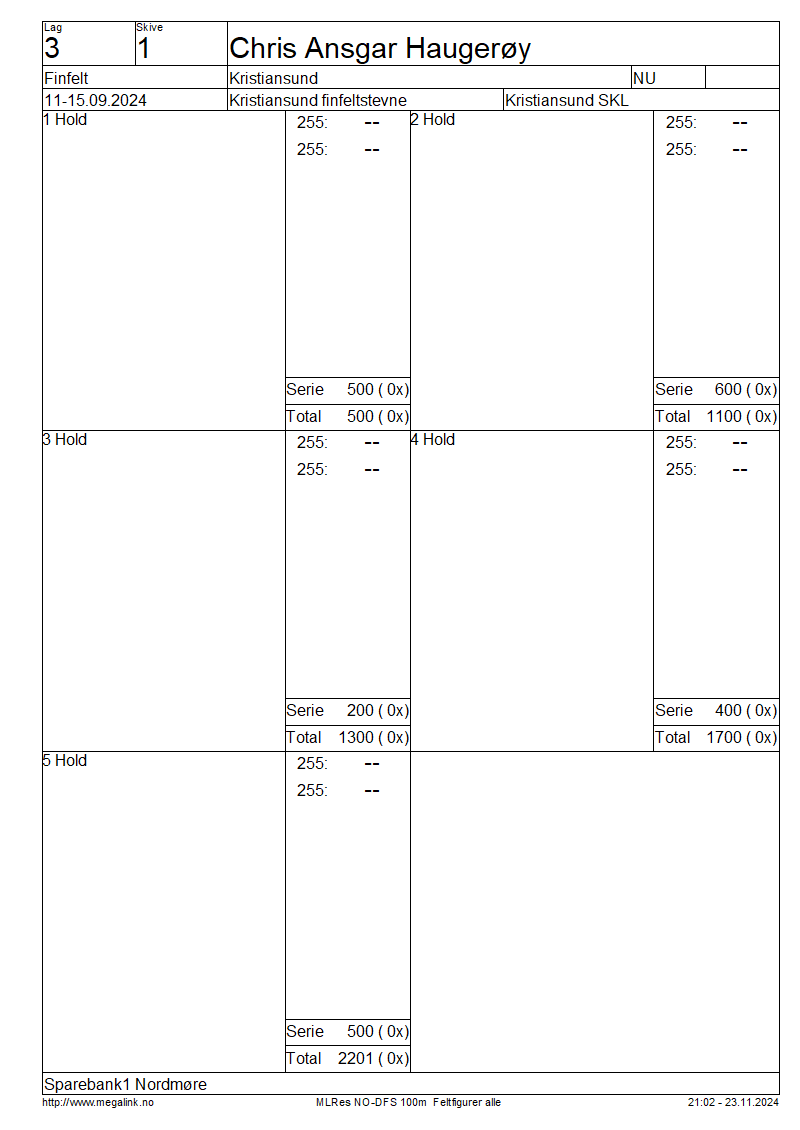 Lag Skive
3 1 Chris Ansgar Haugerøy
Finfelt Kristiansund NU
11-15.09.2024 Kristiansund finfeltstevne Kristiansund SKL
1 Hold 255: --
255: --
Serie 500 ( 0x)
Total 500 ( 0x)
2 Hold 255: --
255: --
Serie 600 ( 0x)
Total 1100 ( 0x)
3 Hold 255: --
255: --
Serie 200 ( 0x)
Total 1300 ( 0x)
4 Hold 255: --
255: --
Serie 400 ( 0x)
Total 1700 ( 0x)
5 Hold 255: --
255: --
Serie 500 ( 0x)
Total 2201 ( 0x)
Sparebank1 Nordmøre
http://www.megalink.no MLRes NO-DFS 100m Feltfigurer alle 21:02 - 23.11.2024